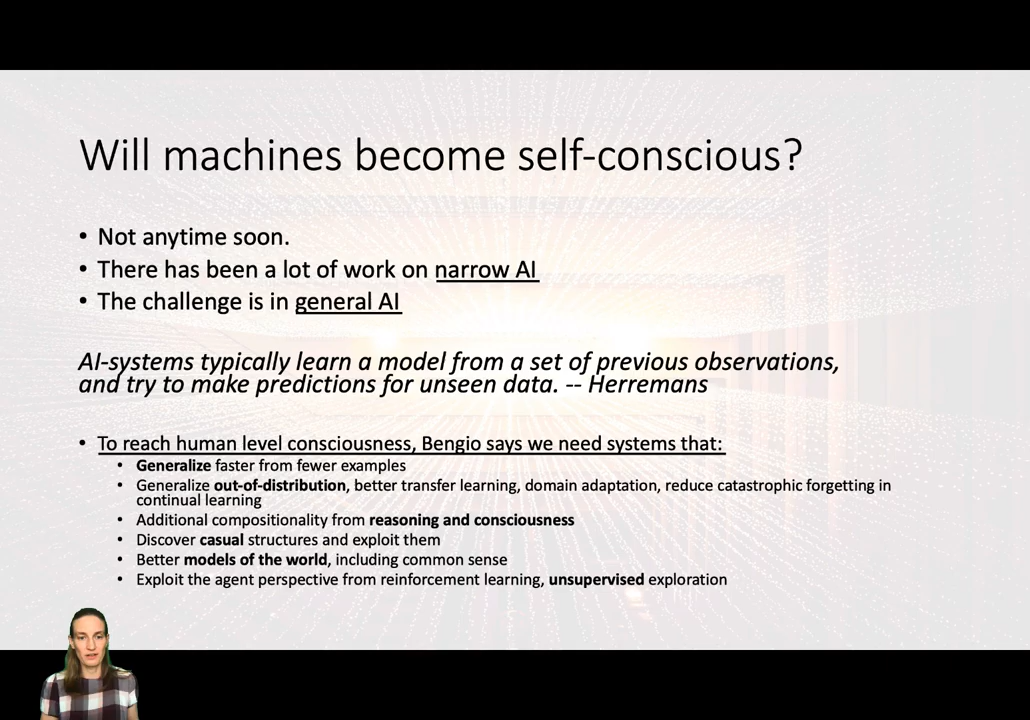 Will machines become self-conscious?
• Not anytime soon.
• There has been a lot of work on narrow AI
• The challenge is in general AI
AI-systems typically learn a model from a set of previous observations,
and try to make predictions for unseen data. -- Herremans
• To reach human level consciousness, Bengio says we need systems that:
• Generalize faster from fewer examples
• Generalize out-of-distribution, better transfer learning, domain adaptation, reduce catastrophic forgetting in
continual learning
• Additional compositionality from reasoning and consciousness
• Discover casual structures and exploit them
• Better models of the world, including common sense
• Exploit the agent perspective from reinforcement learning, unsupervised exploration